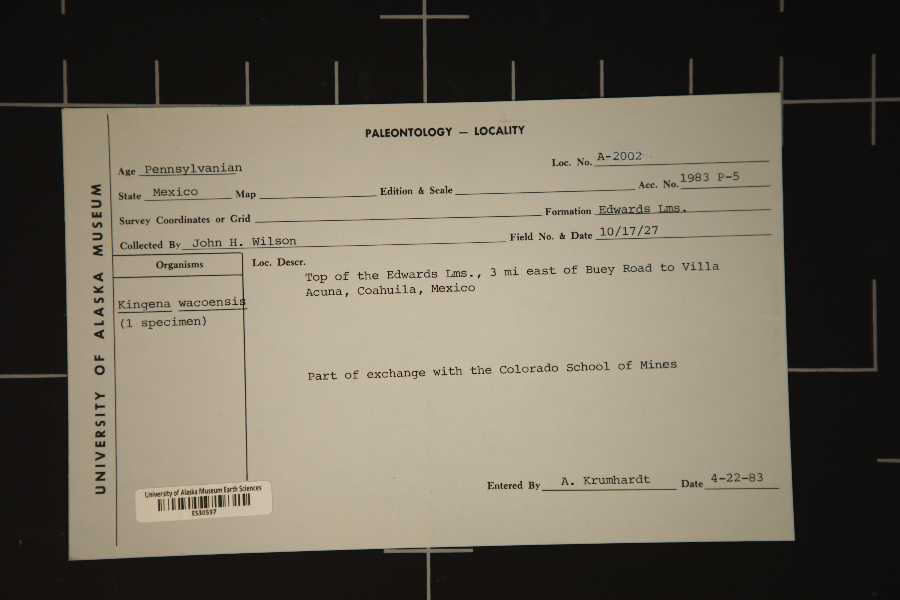 PALEONTOLOGY — LOCALITY
Age Pennsylvanian Loc. No. A-2002
State Mexico Map Edition & Scale Acc. No. 1983 P-5
Survey Coordinates or Grid Formation Edwards Lms.
Collected By John H. Wilson Field No. & Date 10/17/27
Organisms Loc. Descr.
Top of the Edwards Lms., 3 mi east of Buey Road to Villa
Acuna, Coahuila, Mexico
Kingena wacoensis
(1 specimen)
Part of exchange with the Colorado School of Mines
Entered By A. Krumhardt Date 4-22-83
UNIVERSITY OF ALASKA MUSEUM
University of Alaska Museum Earth Sciences
ES30597